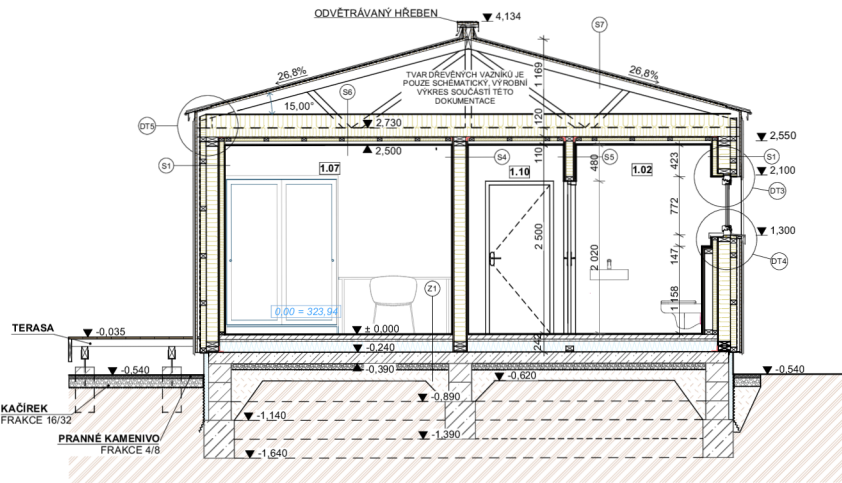 ODVĚTRÁVANÝ HŘEBEN
4,134
S7
26,8%
26,8%
1 169
TVAR DŘEVĚNÝCH VAZNÍKŮ JE
POUZE SCHÉMATICKÝ, VÝROBNÍ
VÝKRES SOUČÁSTÍ TÉTO
DOKUMENTACE
S6
15,00°
DT5
2,730
120
2,550
2,500
110
S1
S4
S5
S1
1.07
1.10
1.02
480
423
2,100
DT3
772
1,300
2 500
2 020
147
DT4
Z1
1 158
0,00 = 323,94
TERASA
-0,035
± 0,000
242
-0,240
-0,390
-0,540
-0,620
-0,540
-0,890
KAČÍREK
FRAKCE 16/32
-1,140
PRANNÉ KAMENIVO
FRAKCE 4/8
-1,390
-1,640